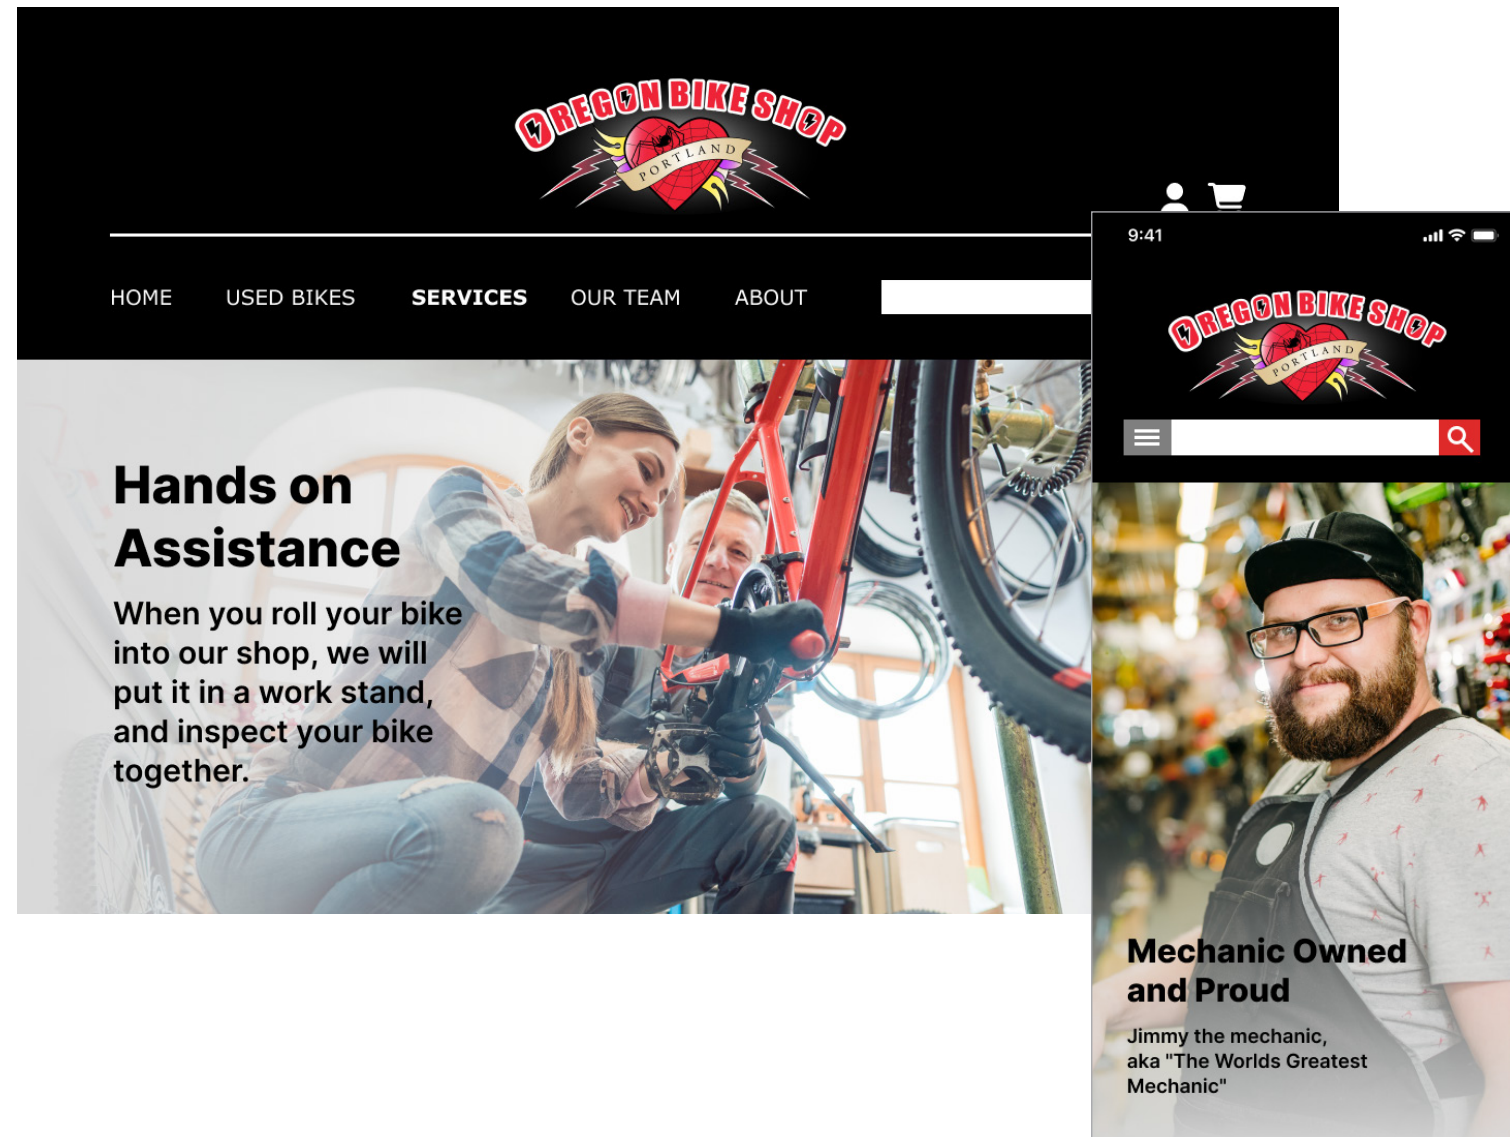 OREGON BIKE SHOP
PORTLAND
HOME USED BIKES SERVICES OUR TEAM ABOUT
Hands on
Assistance
When you roll your bike
into our shop, we will
put it in a work stand,
and inspect your bike
together.
9:41
OREGON BIKE SHOP
PORTLAND
Mechanic Owned
and Proud
Jimmy the mechanic,
aka "The Worlds Greatest
Mechanic"